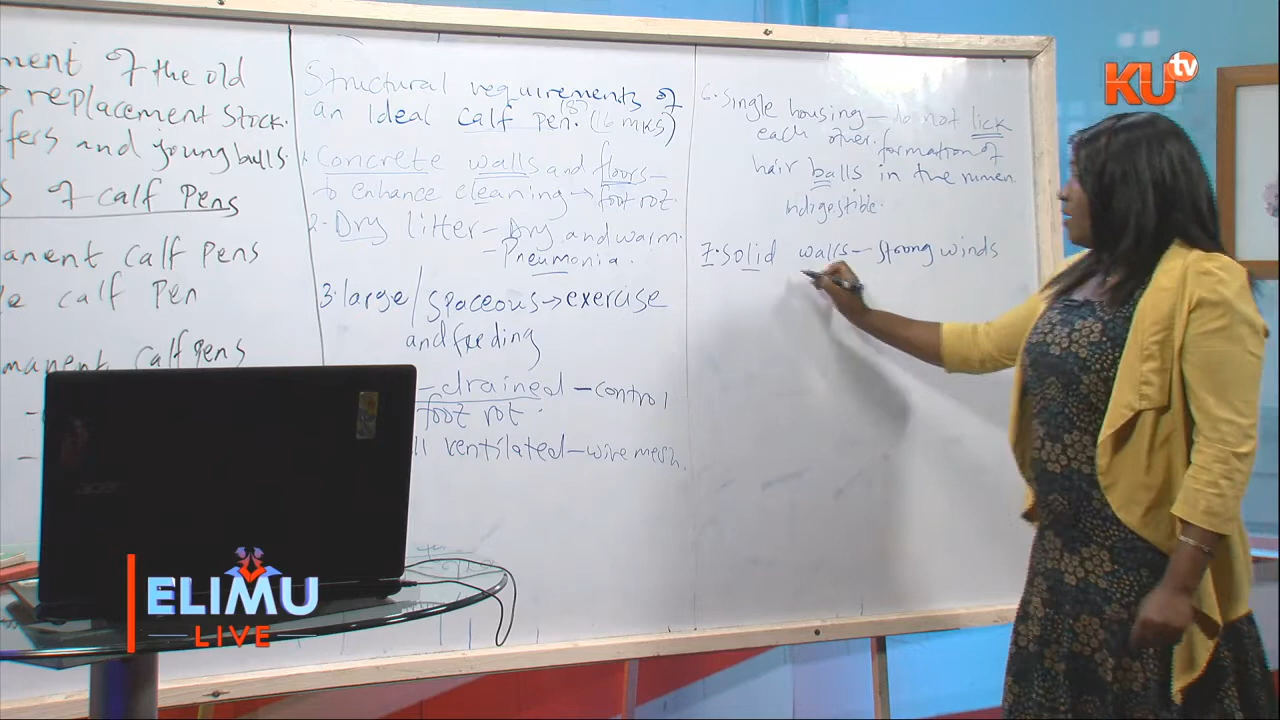 ment of the old
replacement stock.
fers and young bulls.
s of calf Pens
anent calf pens
le calf Pen
manent Calf Pens
Structural requirements of
an Ideal calf pen. (8) (16 mks)
1. Concrete walls and floors-
to enhance cleaning → foot rot.
2. Dry litter - Dry and warm.
- Pneumonia.
3. large/spaceous → exercise
and feeding
- drained - control
foot rot.
ll ventilated - wire mesh.
6. Single housing - do not lick
each other. formation of
hair balls in the rumen
indigestible.
7. Solid walls - strong winds
KU tv
acer
ELIMU
LIVE